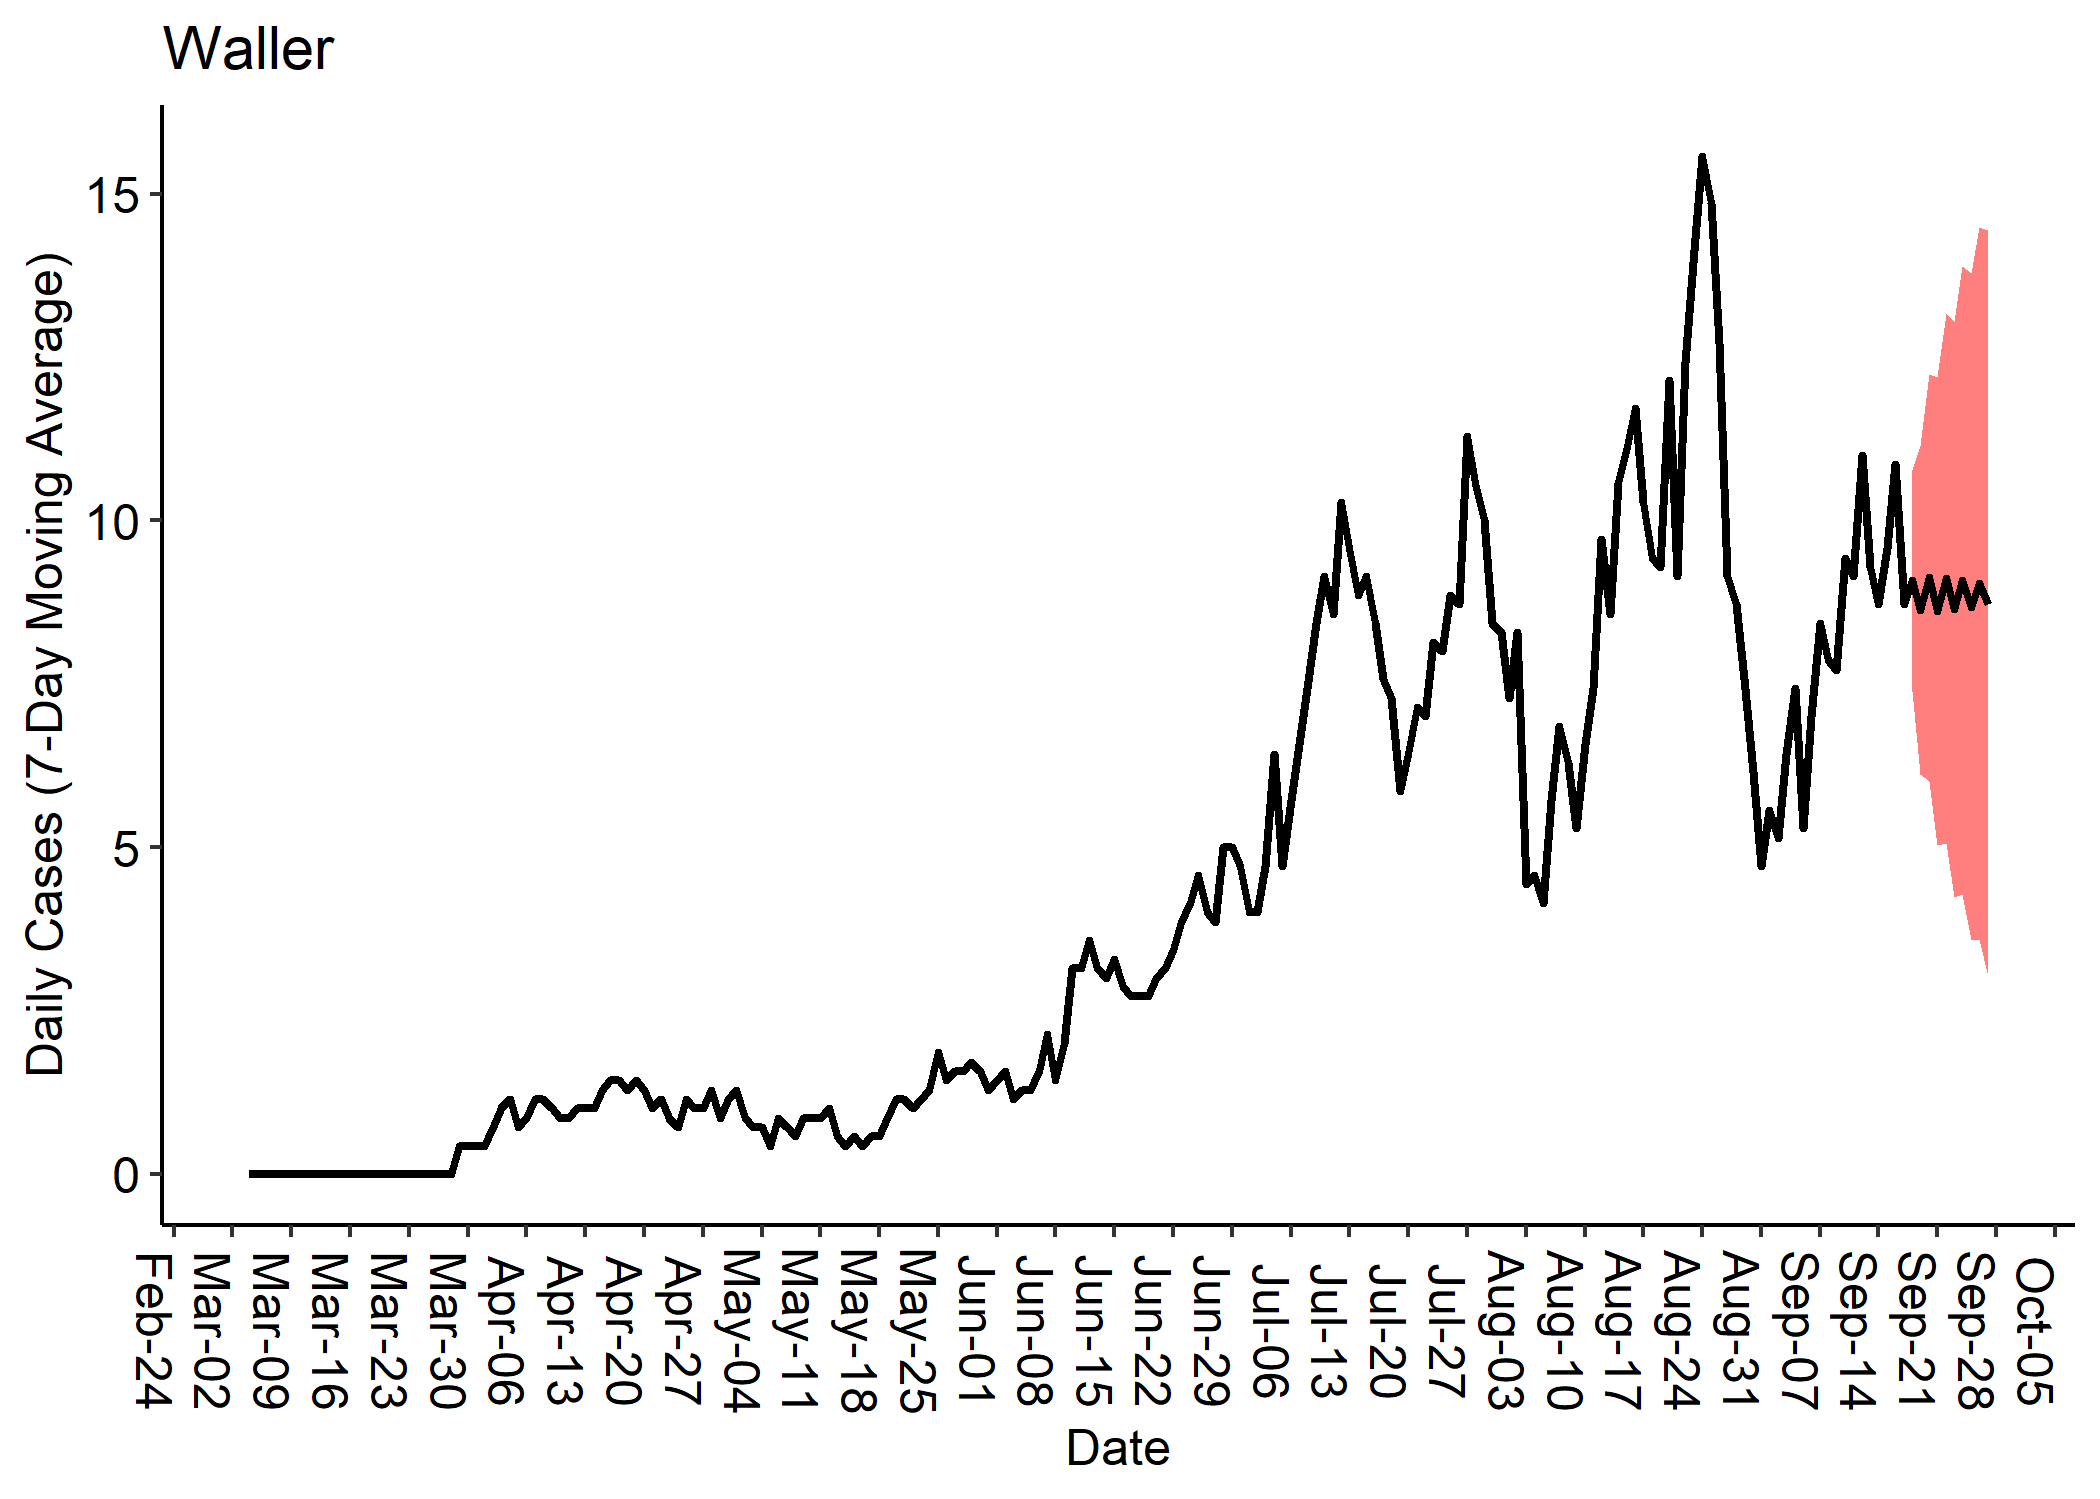 Waller
Daily Cases (7-Day Moving Average)
15
10
5
0
Feb-24
Mar-02
Mar-09
Mar-16
Mar-23
Mar-30
Apr-06
Apr-13
Apr-20
Apr-27
May-04
May-11
May-18
May-25
Jun-01
Jun-08
Jun-15
Jun-22
Jun-29
Jul-06
Jul-13
Jul-20
Jul-27
Aug-03
Aug-10
Aug-17
Aug-24
Aug-31
Sep-07
Sep-14
Sep-21
Sep-28
Oct-05
Date